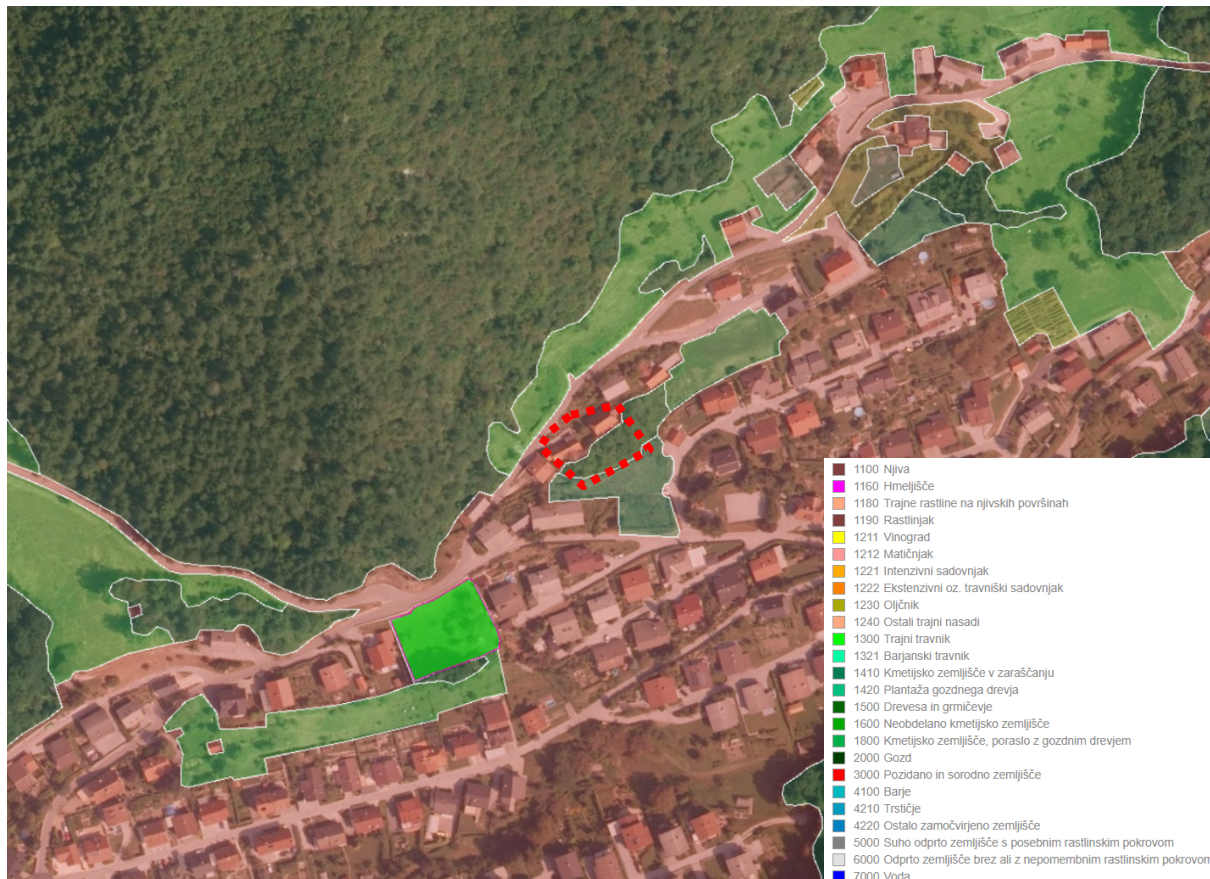 1100 Njiva
1160 Hmeljišče
1180 Trajne rastline na njivskih površinah
1190 Rastlinjak
1211 Vinograd
1212 Matičnjak
1221 Intenzivni sadovnjak
1222 Ekstenzivni oz. travniški sadovnjak
1230 Oljčnik
1240 Ostali trajni nasadi
1300 Trajni travnik
1321 Barjanski travnik
1410 Kmetijsko zemljišče v zaraščanju
1420 Plantaža gozdnega drevja
1500 Drevesa in grmičevje
1600 Neobdelano kmetijsko zemljišče
1800 Kmetijsko zemljišče, poraslo z gozdnim drevjem
2000 Gozd
3000 Pozidano in sorodno zemljišče
4100 Barje
4210 Trstičje
4220 Ostalo zamočvirjeno zemljišče
5000 Suho odprto zemljišče s posebnim rastlinskim pokrovom
6000 Odprto zemljišče brez ali z nepomembnim rastlinskim pokrovom
7000 Voda